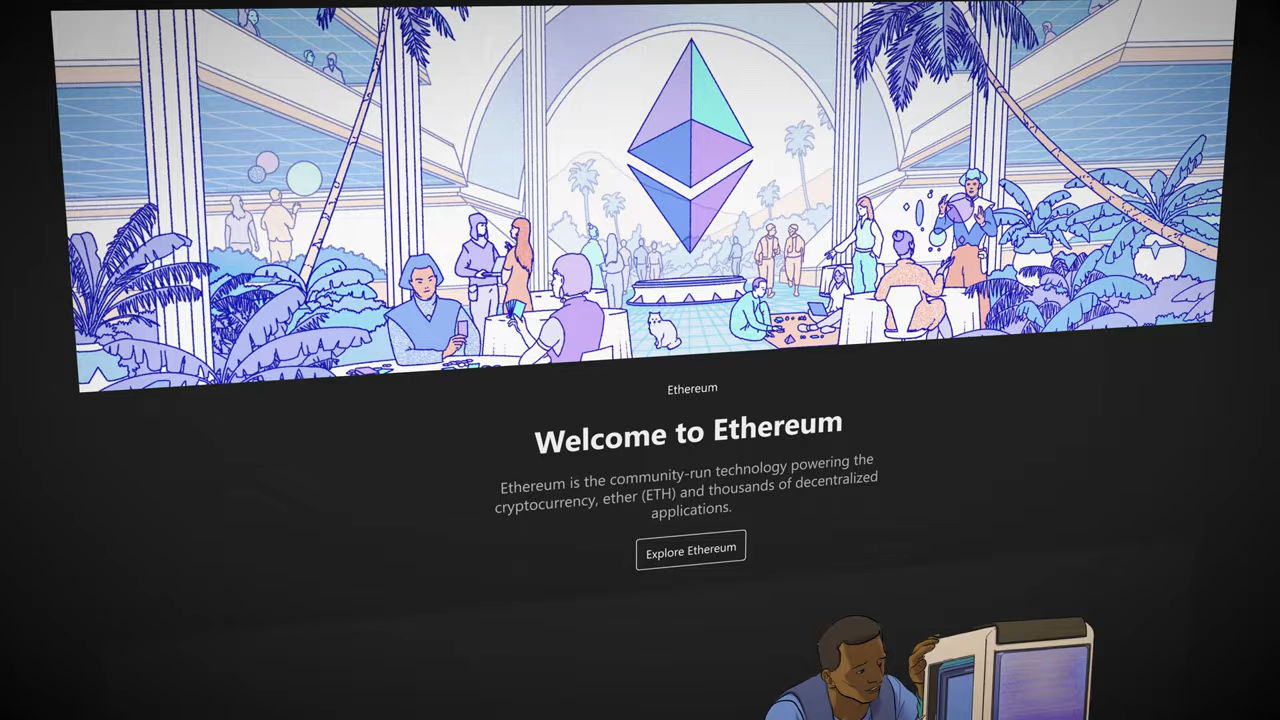 Ethereum
Welcome to Ethereum
Ethereum is the community-run technology powering the
cryptocurrency, ether (ETH) and thousands of decentralized
applications.
Explore Ethereum